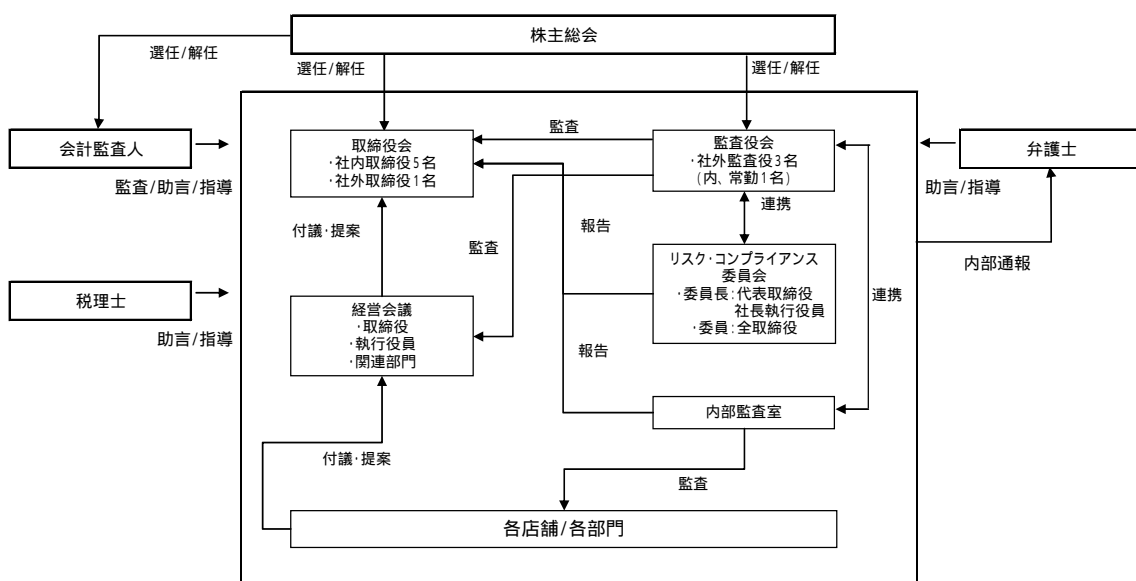 株主総会
選任/解任
選任/解任
選任/解任
会計監査人
監査/助言/指導
取締役会
・社内取締役5名
・社外取締役1名
監査
監査役会
・社外監査役3名
(内、常勤1名)
弁護士
助言/指導
内部通報
連携
付議・提案
監査
報告
リスク・コンプライアンス
委員会
・委員長:代表取締役
社長執行役員
・委員:全取締役
連携
税理士
助言/指導
経営会議
・取締役
・執行役員
・関連部門
報告
内部監査室
付議・提案
監査
各店舗/各部門